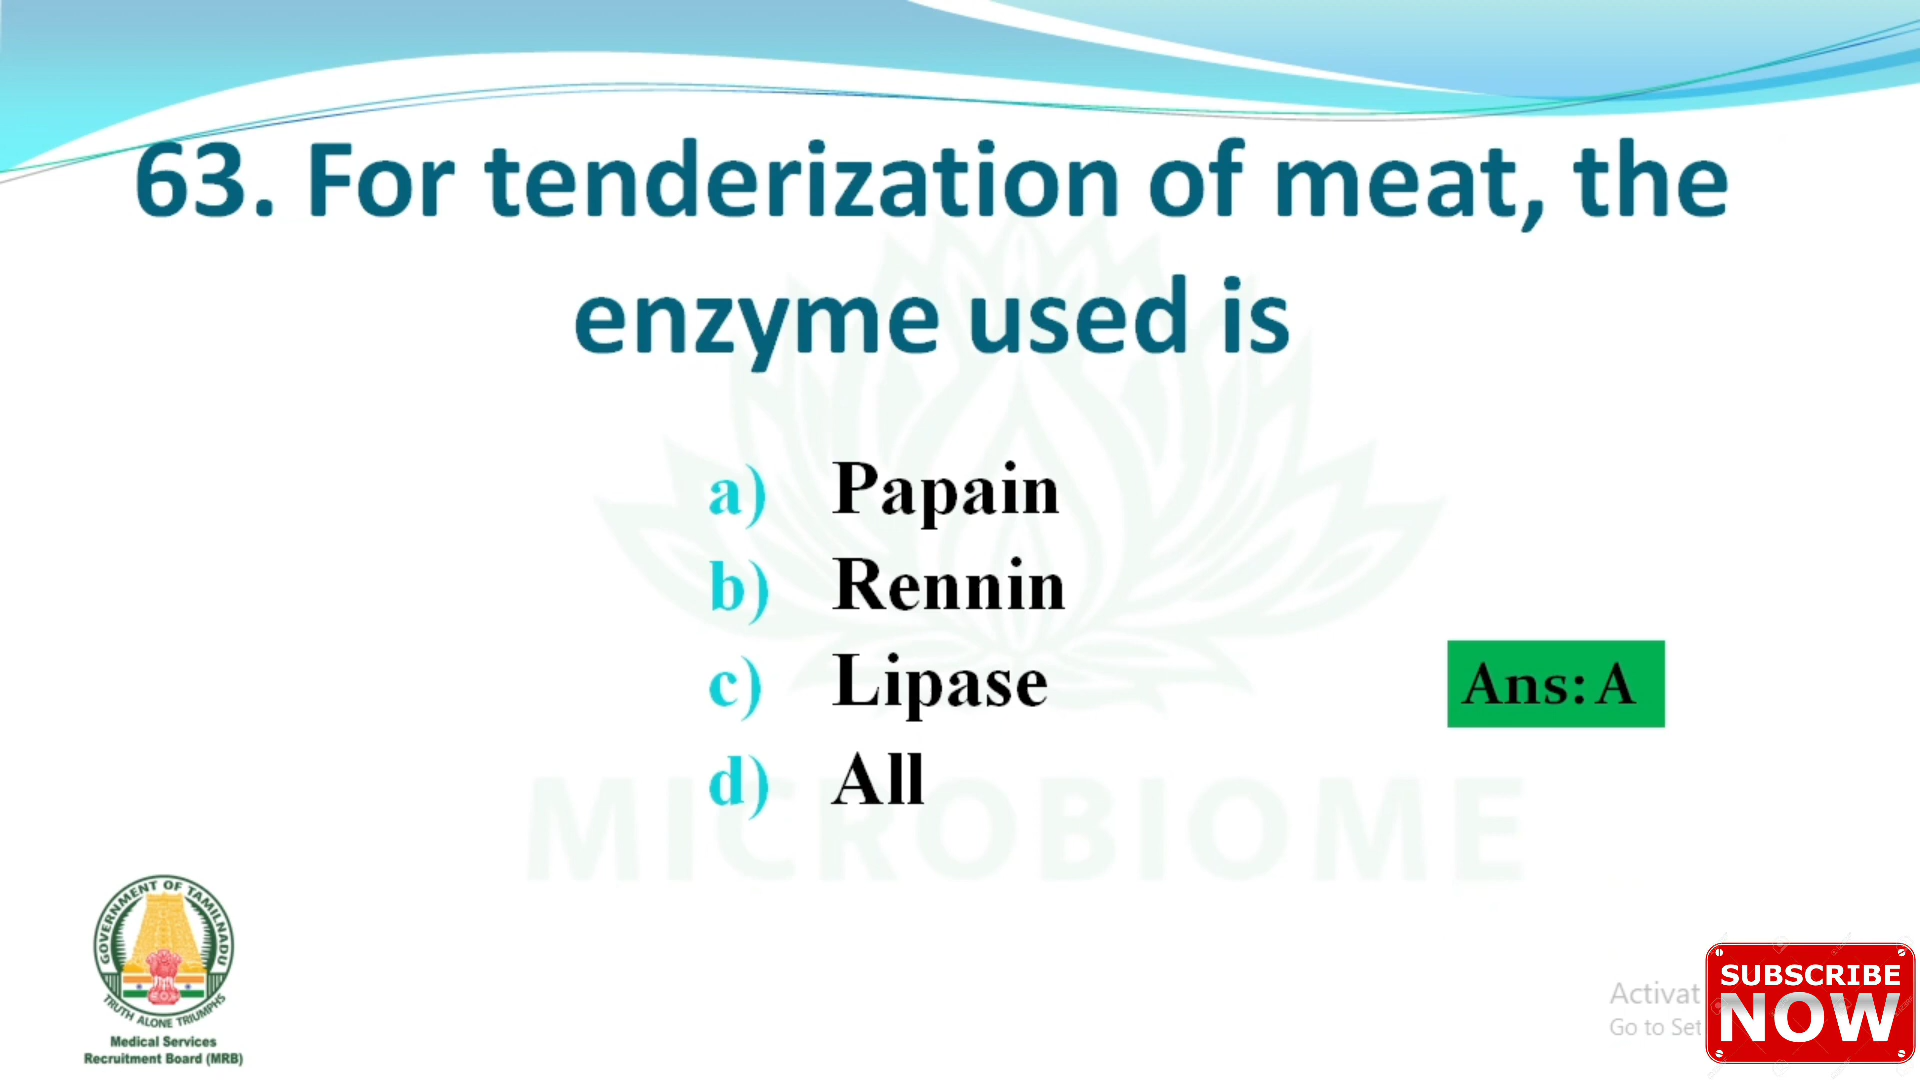 63. For tenderization of meat, the
enzyme used is
a) Papain
b) Rennin
c) Lipase
d) All
Ans: A
MICROBIOME
GOVERNMENT OF TAMILNADU
TRUTH ALONE TRIUMPHS
Medical Services
Recruitment Board (MRB)
Activat
Go to Set
SUBSCRIBE
NOW